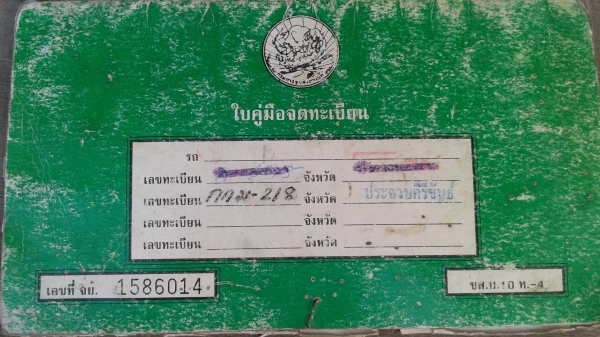 ใบคู่มือจดทะเบียน
รถ
เลขทะเบียน จังหวัด
เลขทะเบียน กกม-218 จังหวัด ประจวบคีรีขันธ์
เลขทะเบียน จังหวัด
เลขทะเบียน จังหวัด
เลขที่ จย. 1586014 ขส.บ.10 ท.-4